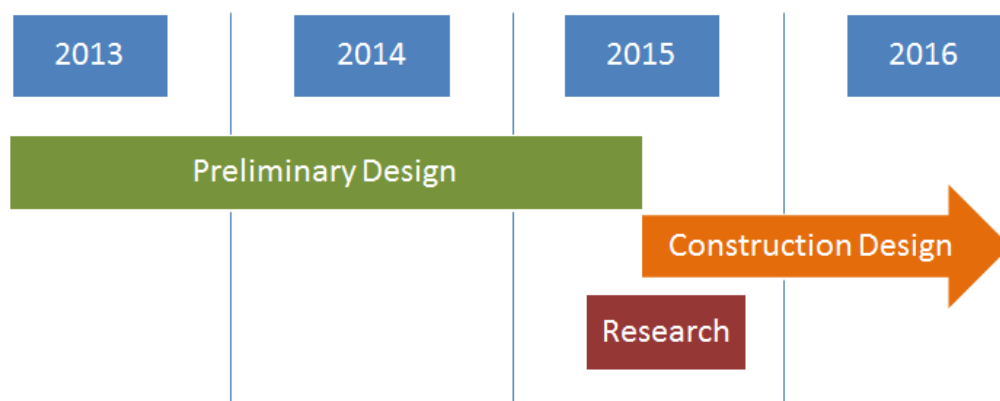 2013
2014
2015
2016
Preliminary Design
Construction Design
Research